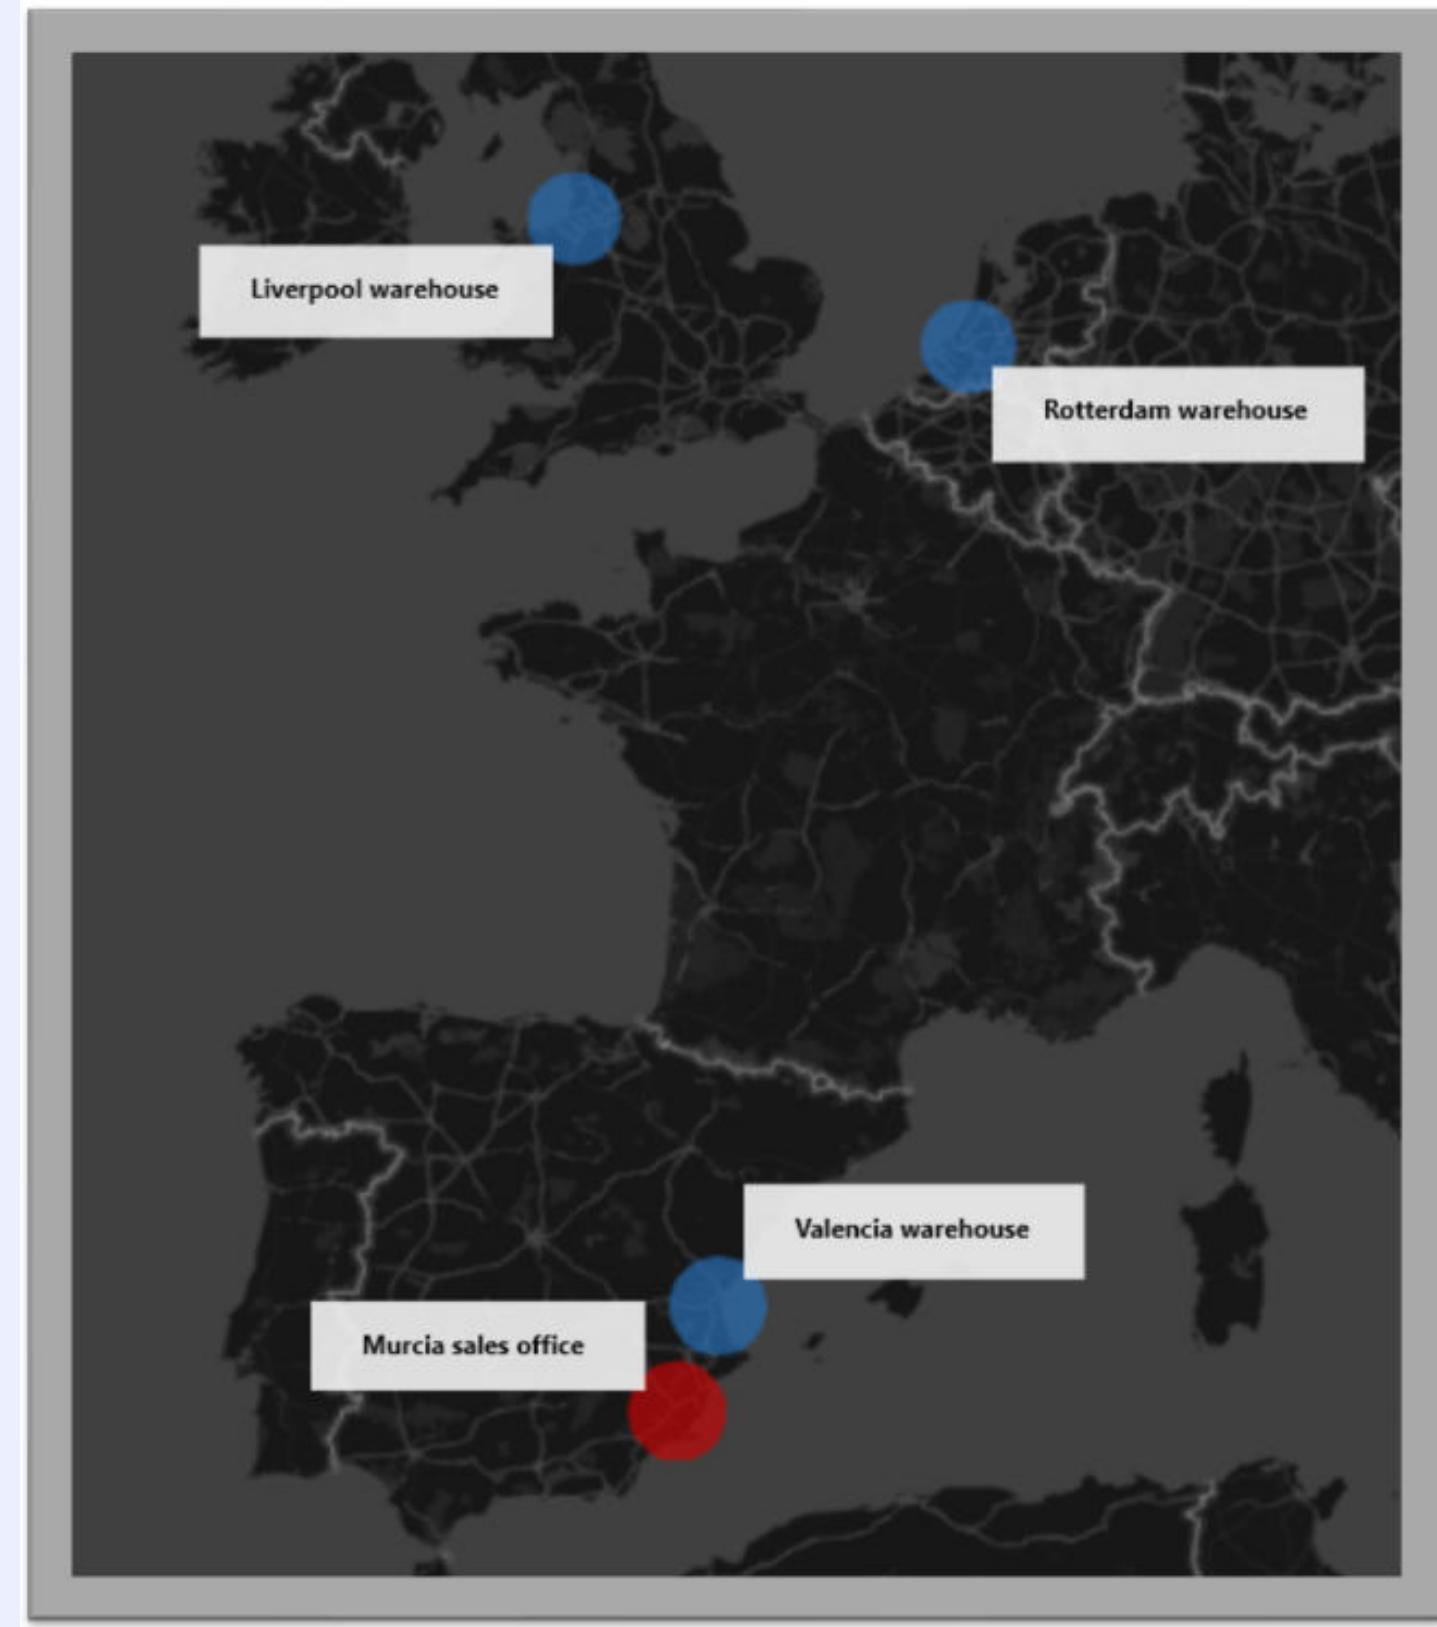 Liverpool warehouse
Rotterdam warehouse
Valencia warehouse
Murcia sales office